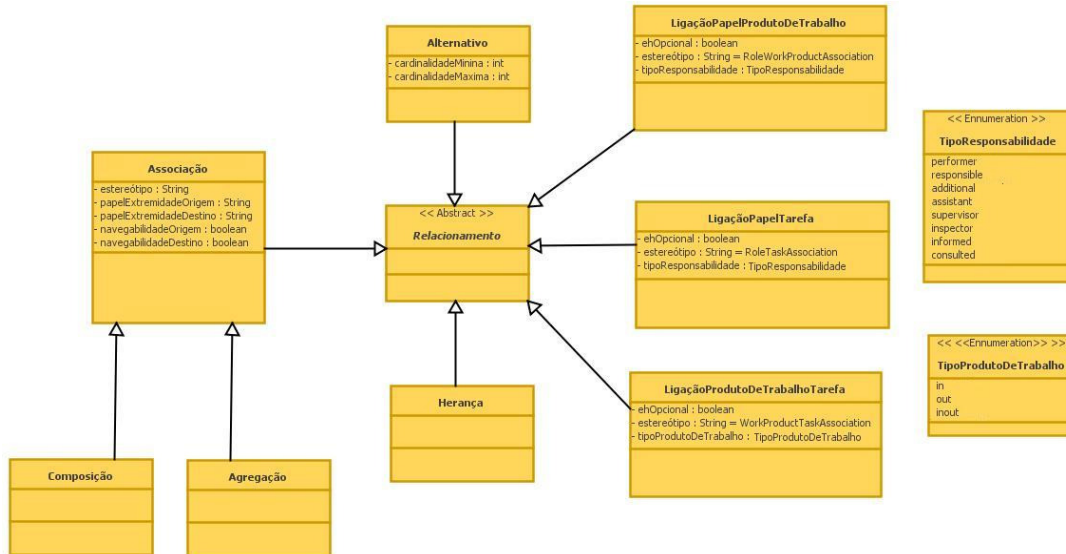 Alternativo
- cardinalidadeMinina : int
- cardinalidadeMaxima : int
LigaçãoPapelProdutoDeTrabalho
- ehOpcional : boolean
- estereótipo : String = RoleWorkProductAssociation
- tipoResponsabilidade : TipoResponsabilidade
<< Ennumeration >>
TipoResponsabilidade
performer
responsible
additional
assistant
supervisor
inspector
informed
consulted
Associação
- estereótipo : String
- papelExtremidadeOrigem : String
- papelExtremidadeDestino : String
- navegabilidadeOrigem : boolean
- navegabilidadeDestino : boolean
<< Abstract >>
Relacionamento
LigaçãoPapelTarefa
- ehOpcional : boolean
- estereótipo : String = RoleTaskAssociation
- tipoResponsabilidade : TipoResponsabilidade
<< <<Ennumeration>> >>
TipoProdutoDeTrabalho
in
out
inout
Herança
LigaçãoProdutoDeTrabalhoTarefa
- ehOpcional : boolean
- estereótipo : String = WorkProductTaskAssociation
- tipoProdutoDeTrabalho : TipoProdutoDeTrabalho
Composição
Agregação